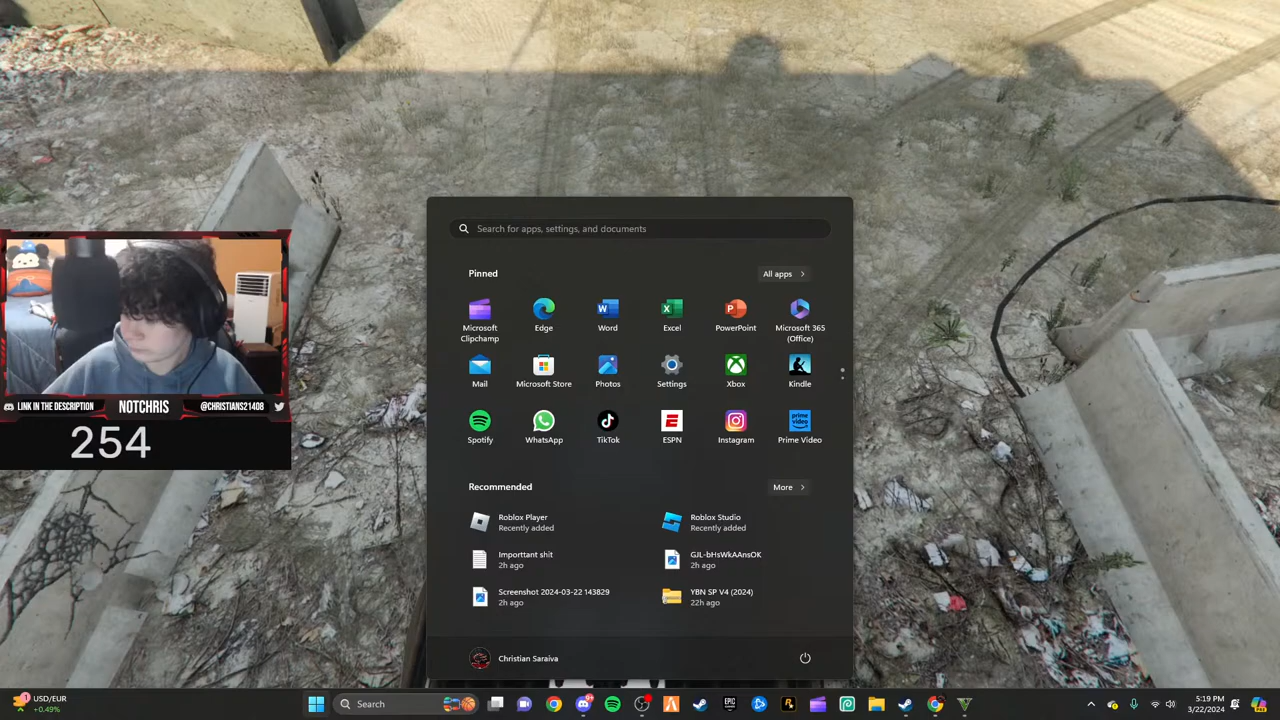 Search for apps, settings, and documents
Pinned
All apps
Microsoft Clipchamp
Edge
Word
Excel
PowerPoint
Microsoft 365 (Office)
Mail
Microsoft Store
Photos
Settings
Xbox
Kindle
Spotify
WhatsApp
TikTok
ESPN
Instagram
Prime Video
Recommended
More
Roblox Player
Recently added
Roblox Studio
Recently added
Importtant shit
2h ago
GJL-bHsWkAAnsOK
2h ago
Screenshot 2024-03-22 143829
2h ago
YBN SP V4 (2024)
22h ago
Christian Saraiva
LINK IN THE DESCRIPTION
NOTCHRIS
@CHRISTIANS21408
254
USD/EUR
+0.49%
Search
5:19 PM
3/22/2024